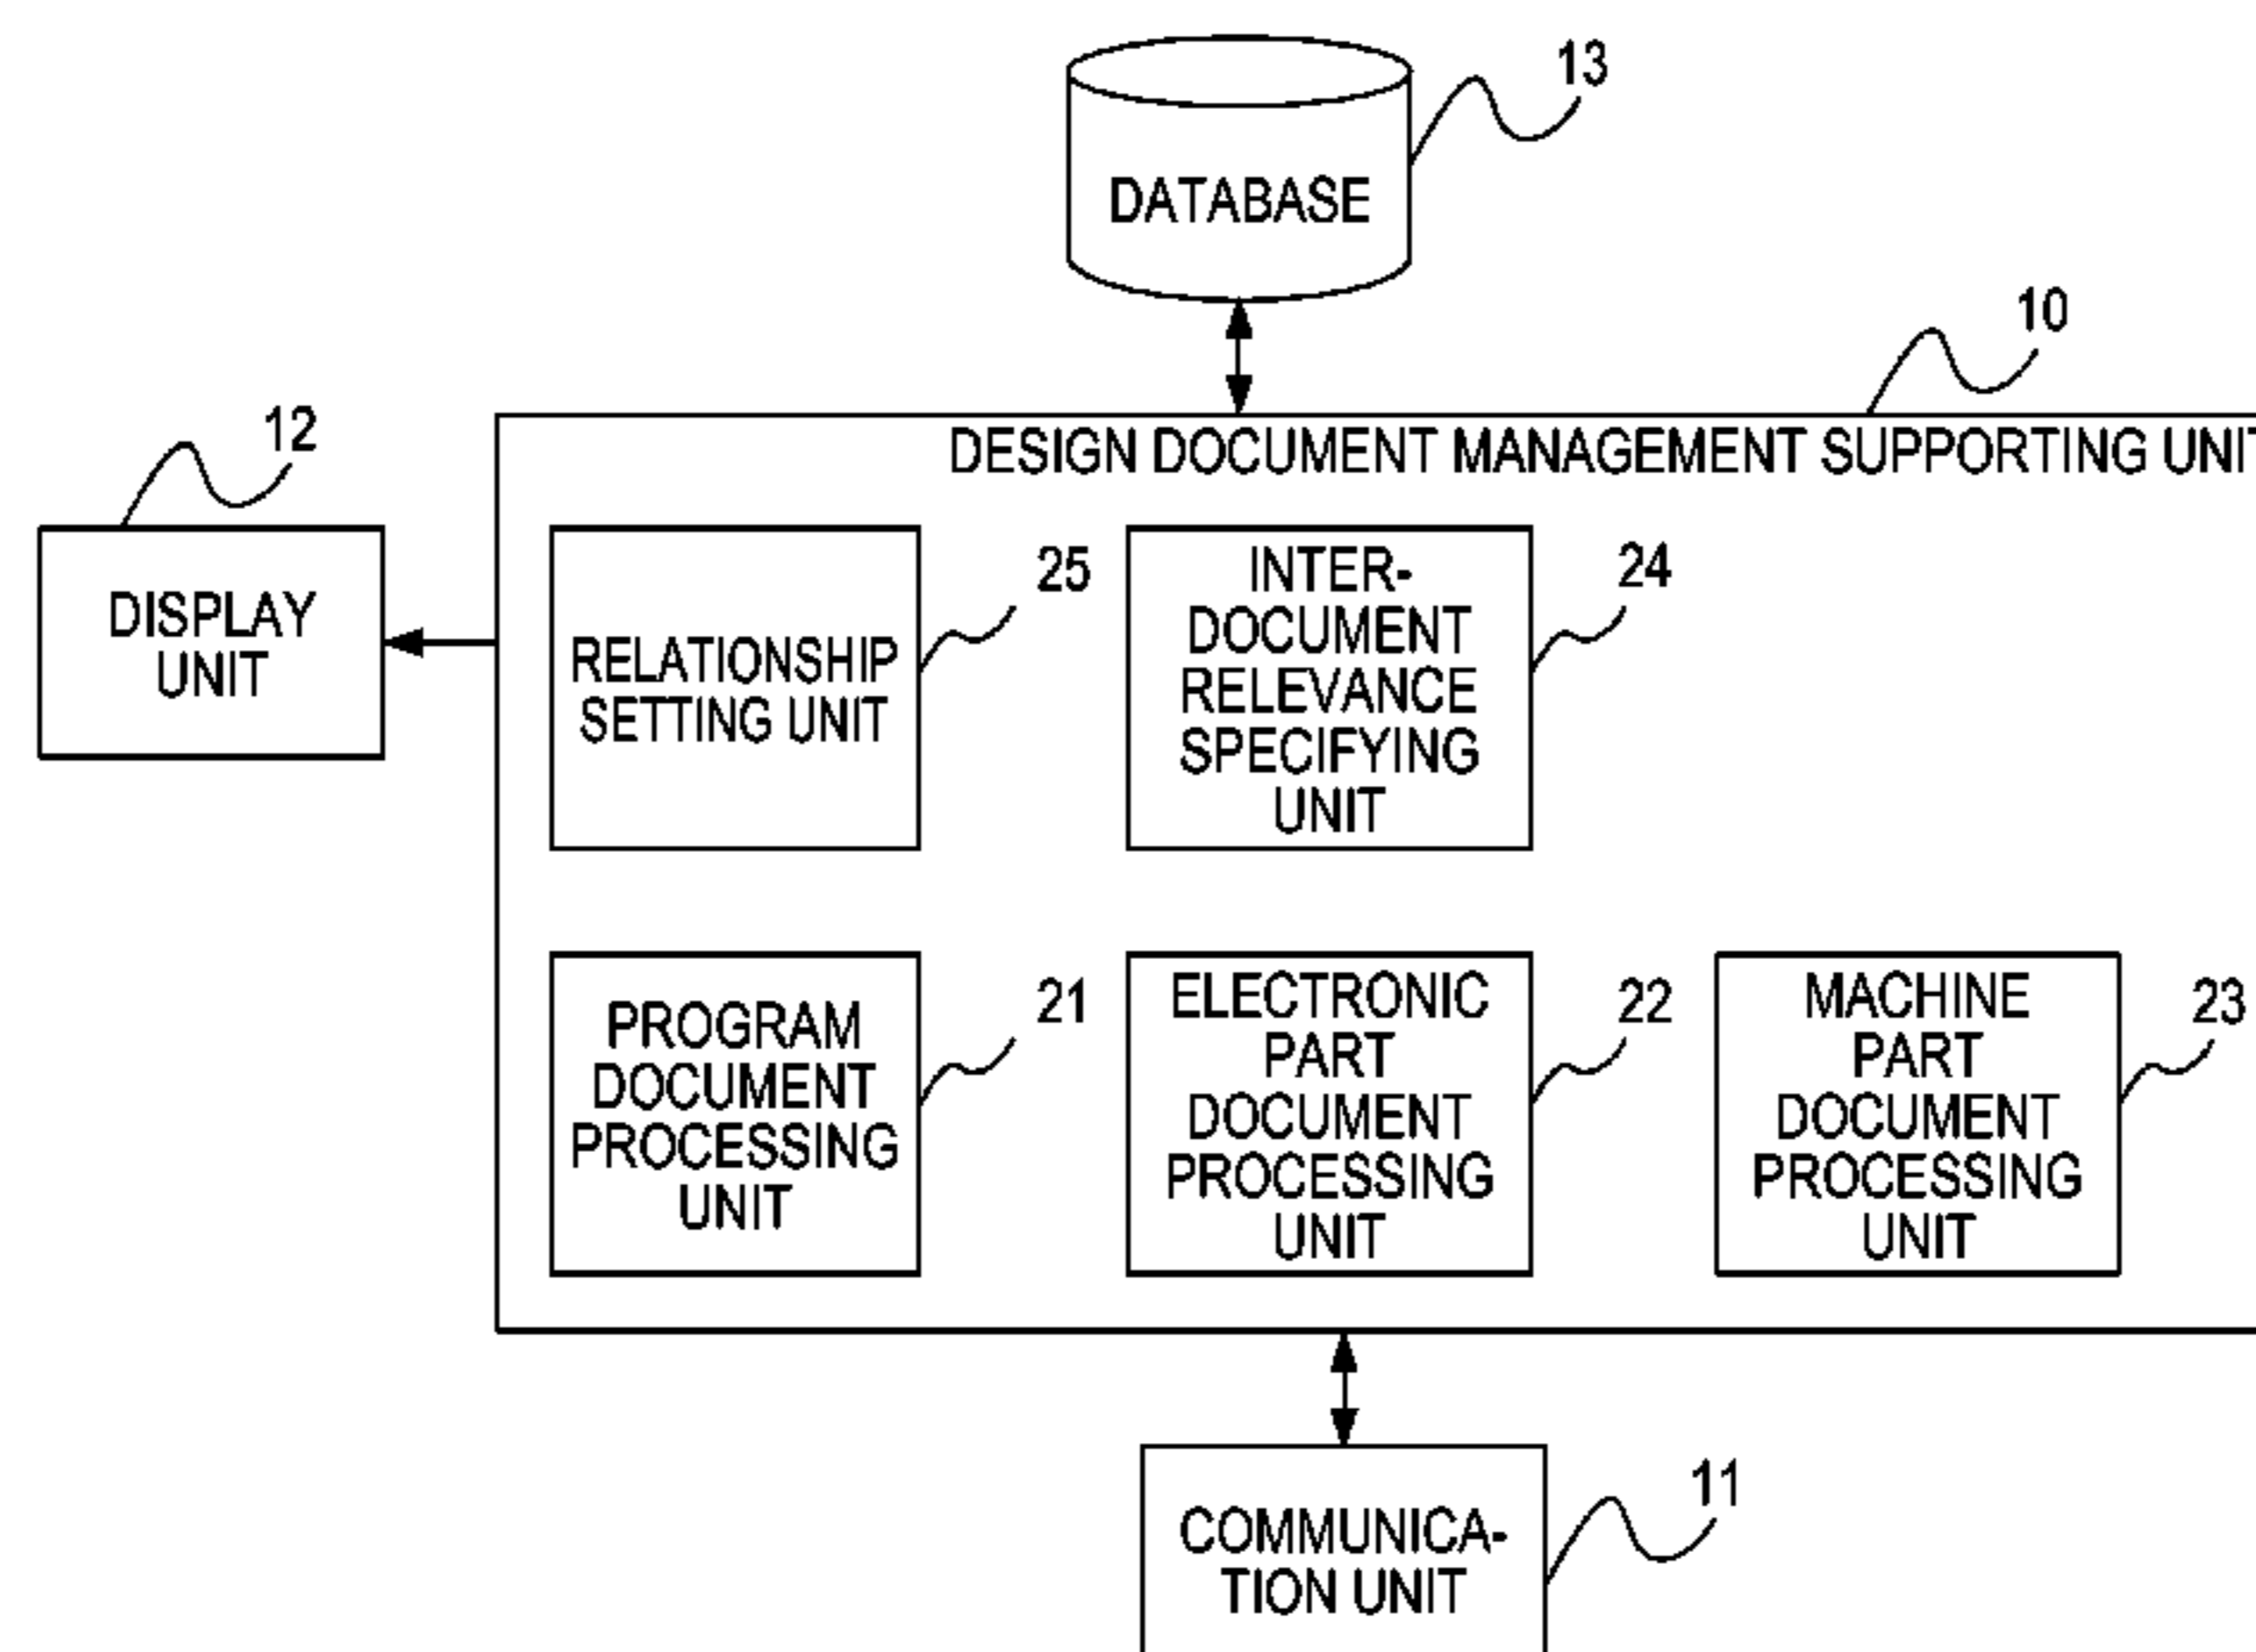 13
DATABASE
10
DESIGN DOCUMENT MANAGEMENT SUPPORTING UNIT
12
DISPLAY
UNIT
25
RELATIONSHIP
SETTING UNIT
24
INTER-
DOCUMENT
RELEVANCE
SPECIFYING
UNIT
21
PROGRAM
DOCUMENT
PROCESSING
UNIT
22
ELECTRONIC
PART
DOCUMENT
PROCESSING
UNIT
23
MACHINE
PART
DOCUMENT
PROCESSING
UNIT
11
COMMUNICA-
TION UNIT